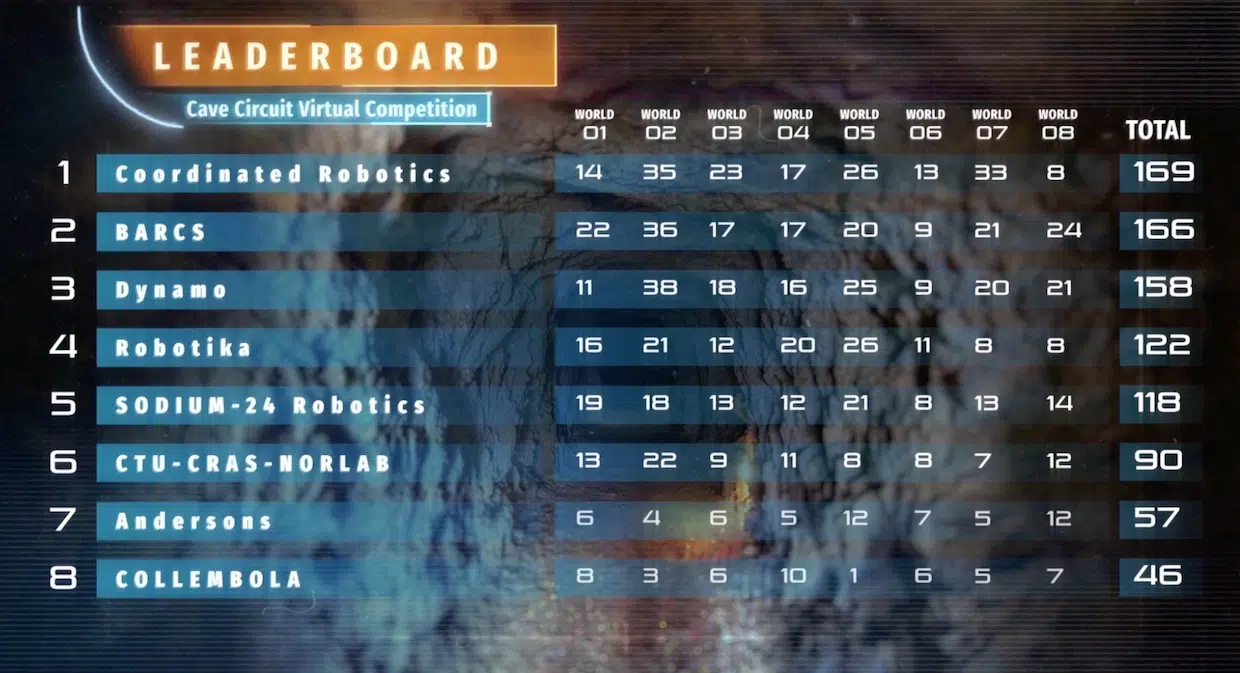 LEADERBOARD
Cave Circuit Virtual Competition
WORLD 01 WORLD 02 WORLD 03 WORLD 04 WORLD 05 WORLD 06 WORLD 07 WORLD 08 TOTAL
1 Coordinated Robotics 14 35 23 17 26 13 33 8 169
2 BARCS 22 36 17 17 20 9 21 24 166
3 Dynamo 11 38 18 16 25 9 20 21 158
4 Robotika 16 21 12 20 26 11 8 8 122
5 SODIUM-24 Robotics 19 18 13 12 21 8 13 14 118
6 CTU-CRAS-NORLAB 13 22 9 11 8 8 7 12 90
7 Andersons 6 4 6 5 12 7 5 12 57
8 COLLEMBOLA 8 3 6 10 1 6 5 7 46